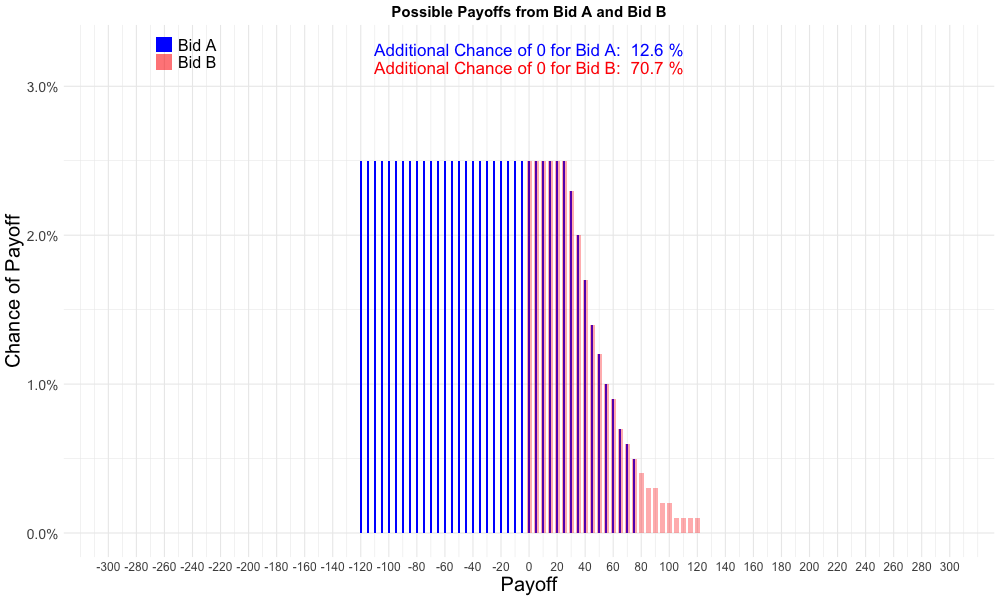 Possible Payoffs from Bid A and Bid B
Bid A
Bid B
Additional Chance of 0 for Bid A: 12.6 %
Additional Chance of 0 for Bid B: 70.7 %
Chance of Payoff
3.0%
2.0%
1.0%
0.0%
-300 -280 -260 -240 -220 -200 -180 -160 -140 -120 -100 -80 -60 -40 -20 0 20 40 60 80 100 120 140 160 180 200 220 240 260 280 300
Payoff